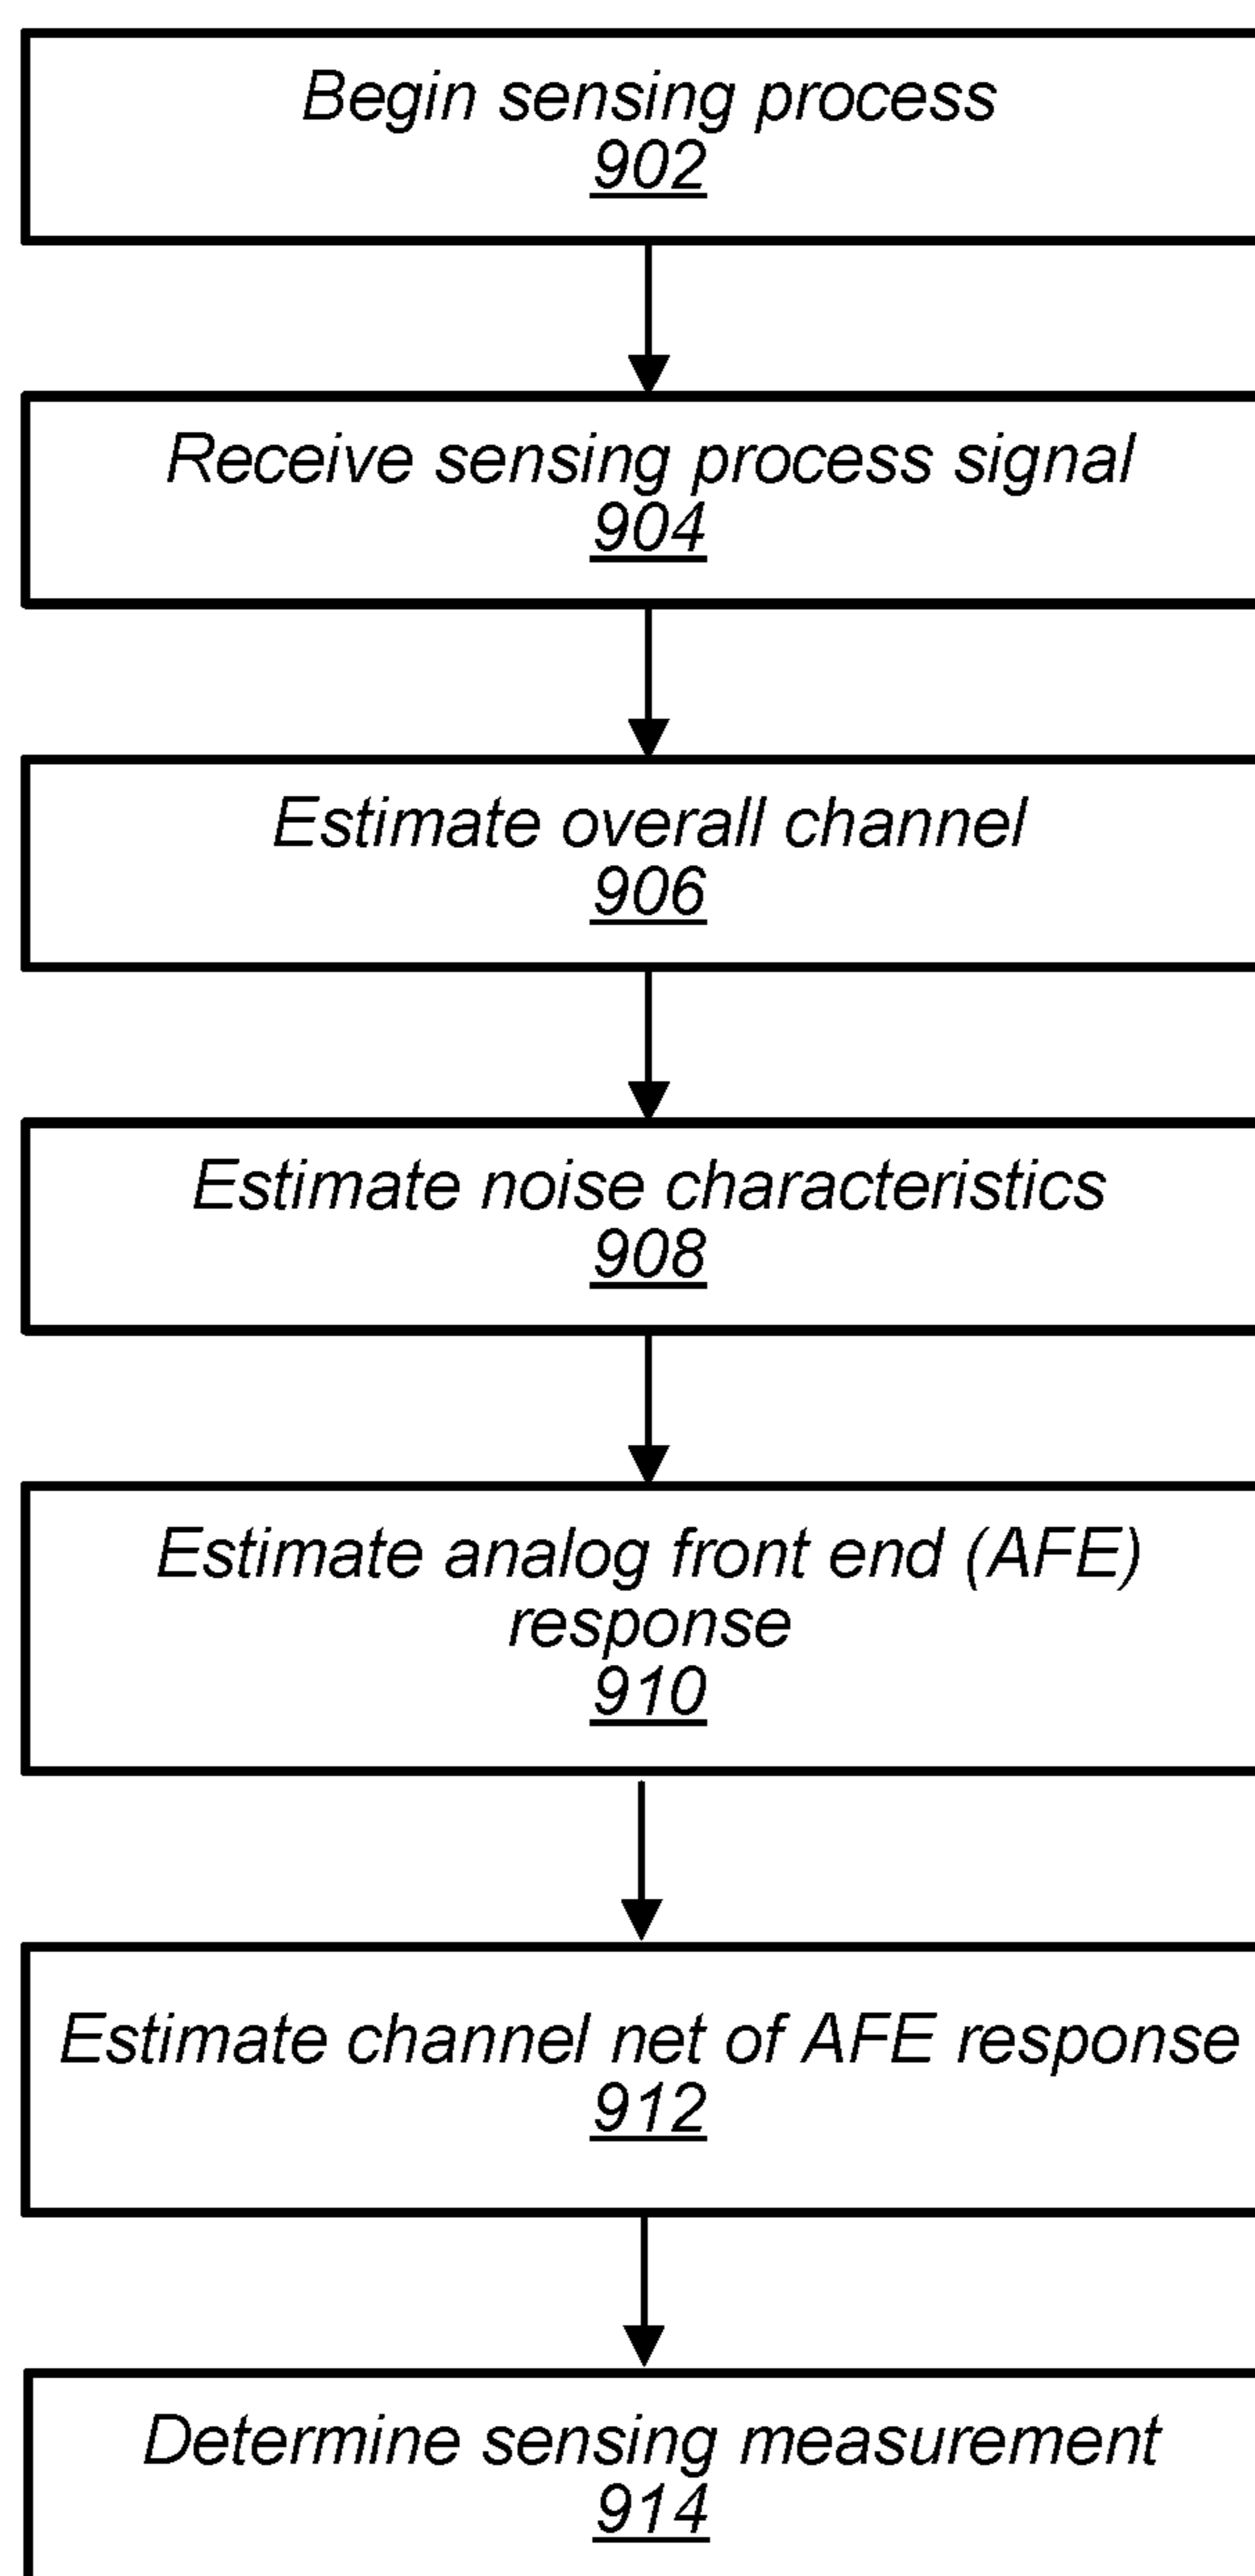 Begin sensing process
902
Receive sensing process signal
904
Estimate overall channel
906
Estimate noise characteristics
908
Estimate analog front end (AFE)
response
910
Estimate channel net of AFE response
912
Determine sensing measurement
914